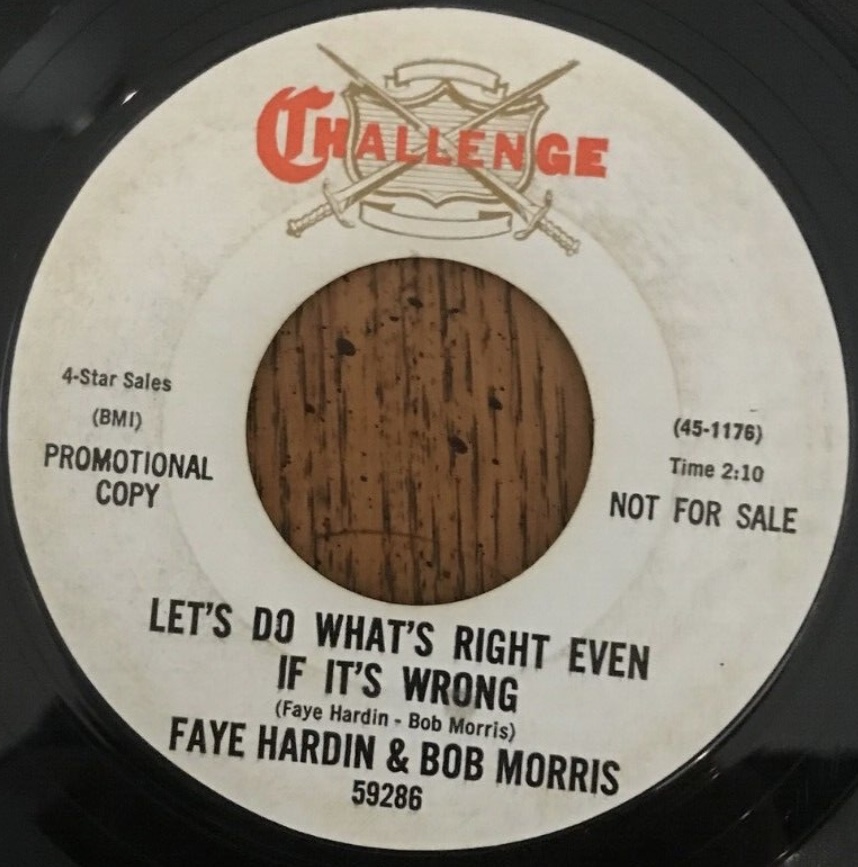 CHALLENGE
4-Star Sales
(BMI)
PROMOTIONAL
COPY
(45-1176)
Time 2:10
NOT FOR SALE
LET'S DO WHAT'S RIGHT EVEN
IF IT'S WRONG
(Faye Hardin - Bob Morris)
FAYE HARDIN & BOB MORRIS
59286